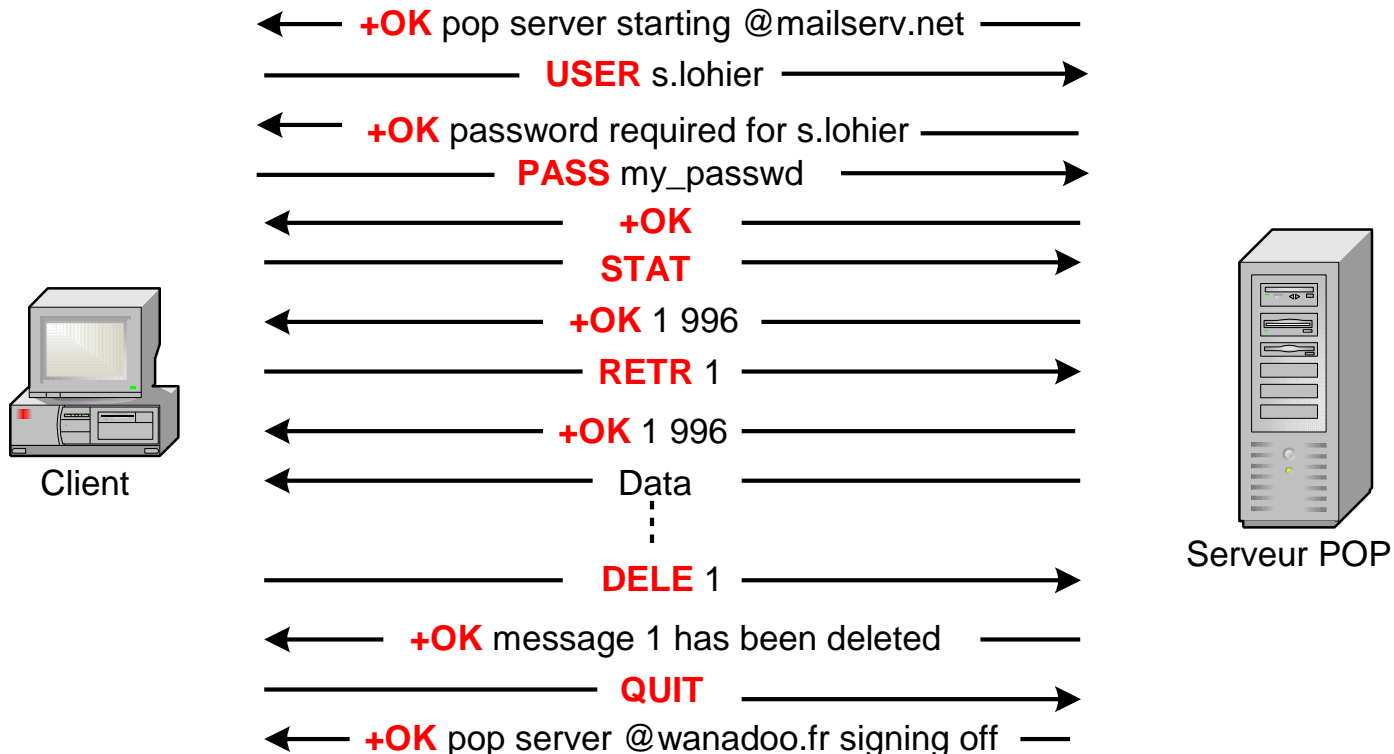 +OK pop server starting @mailserv.net
USER s.lohier
+OK password required for s.lohier
PASS my_passwd
+OK
STAT
+OK 1 996
RETR 1
+OK 1 996
Client
Data
Serveur POP
DELE 1
+OK message 1 has been deleted
QUIT
+OK pop server @wanadoo.fr signing off